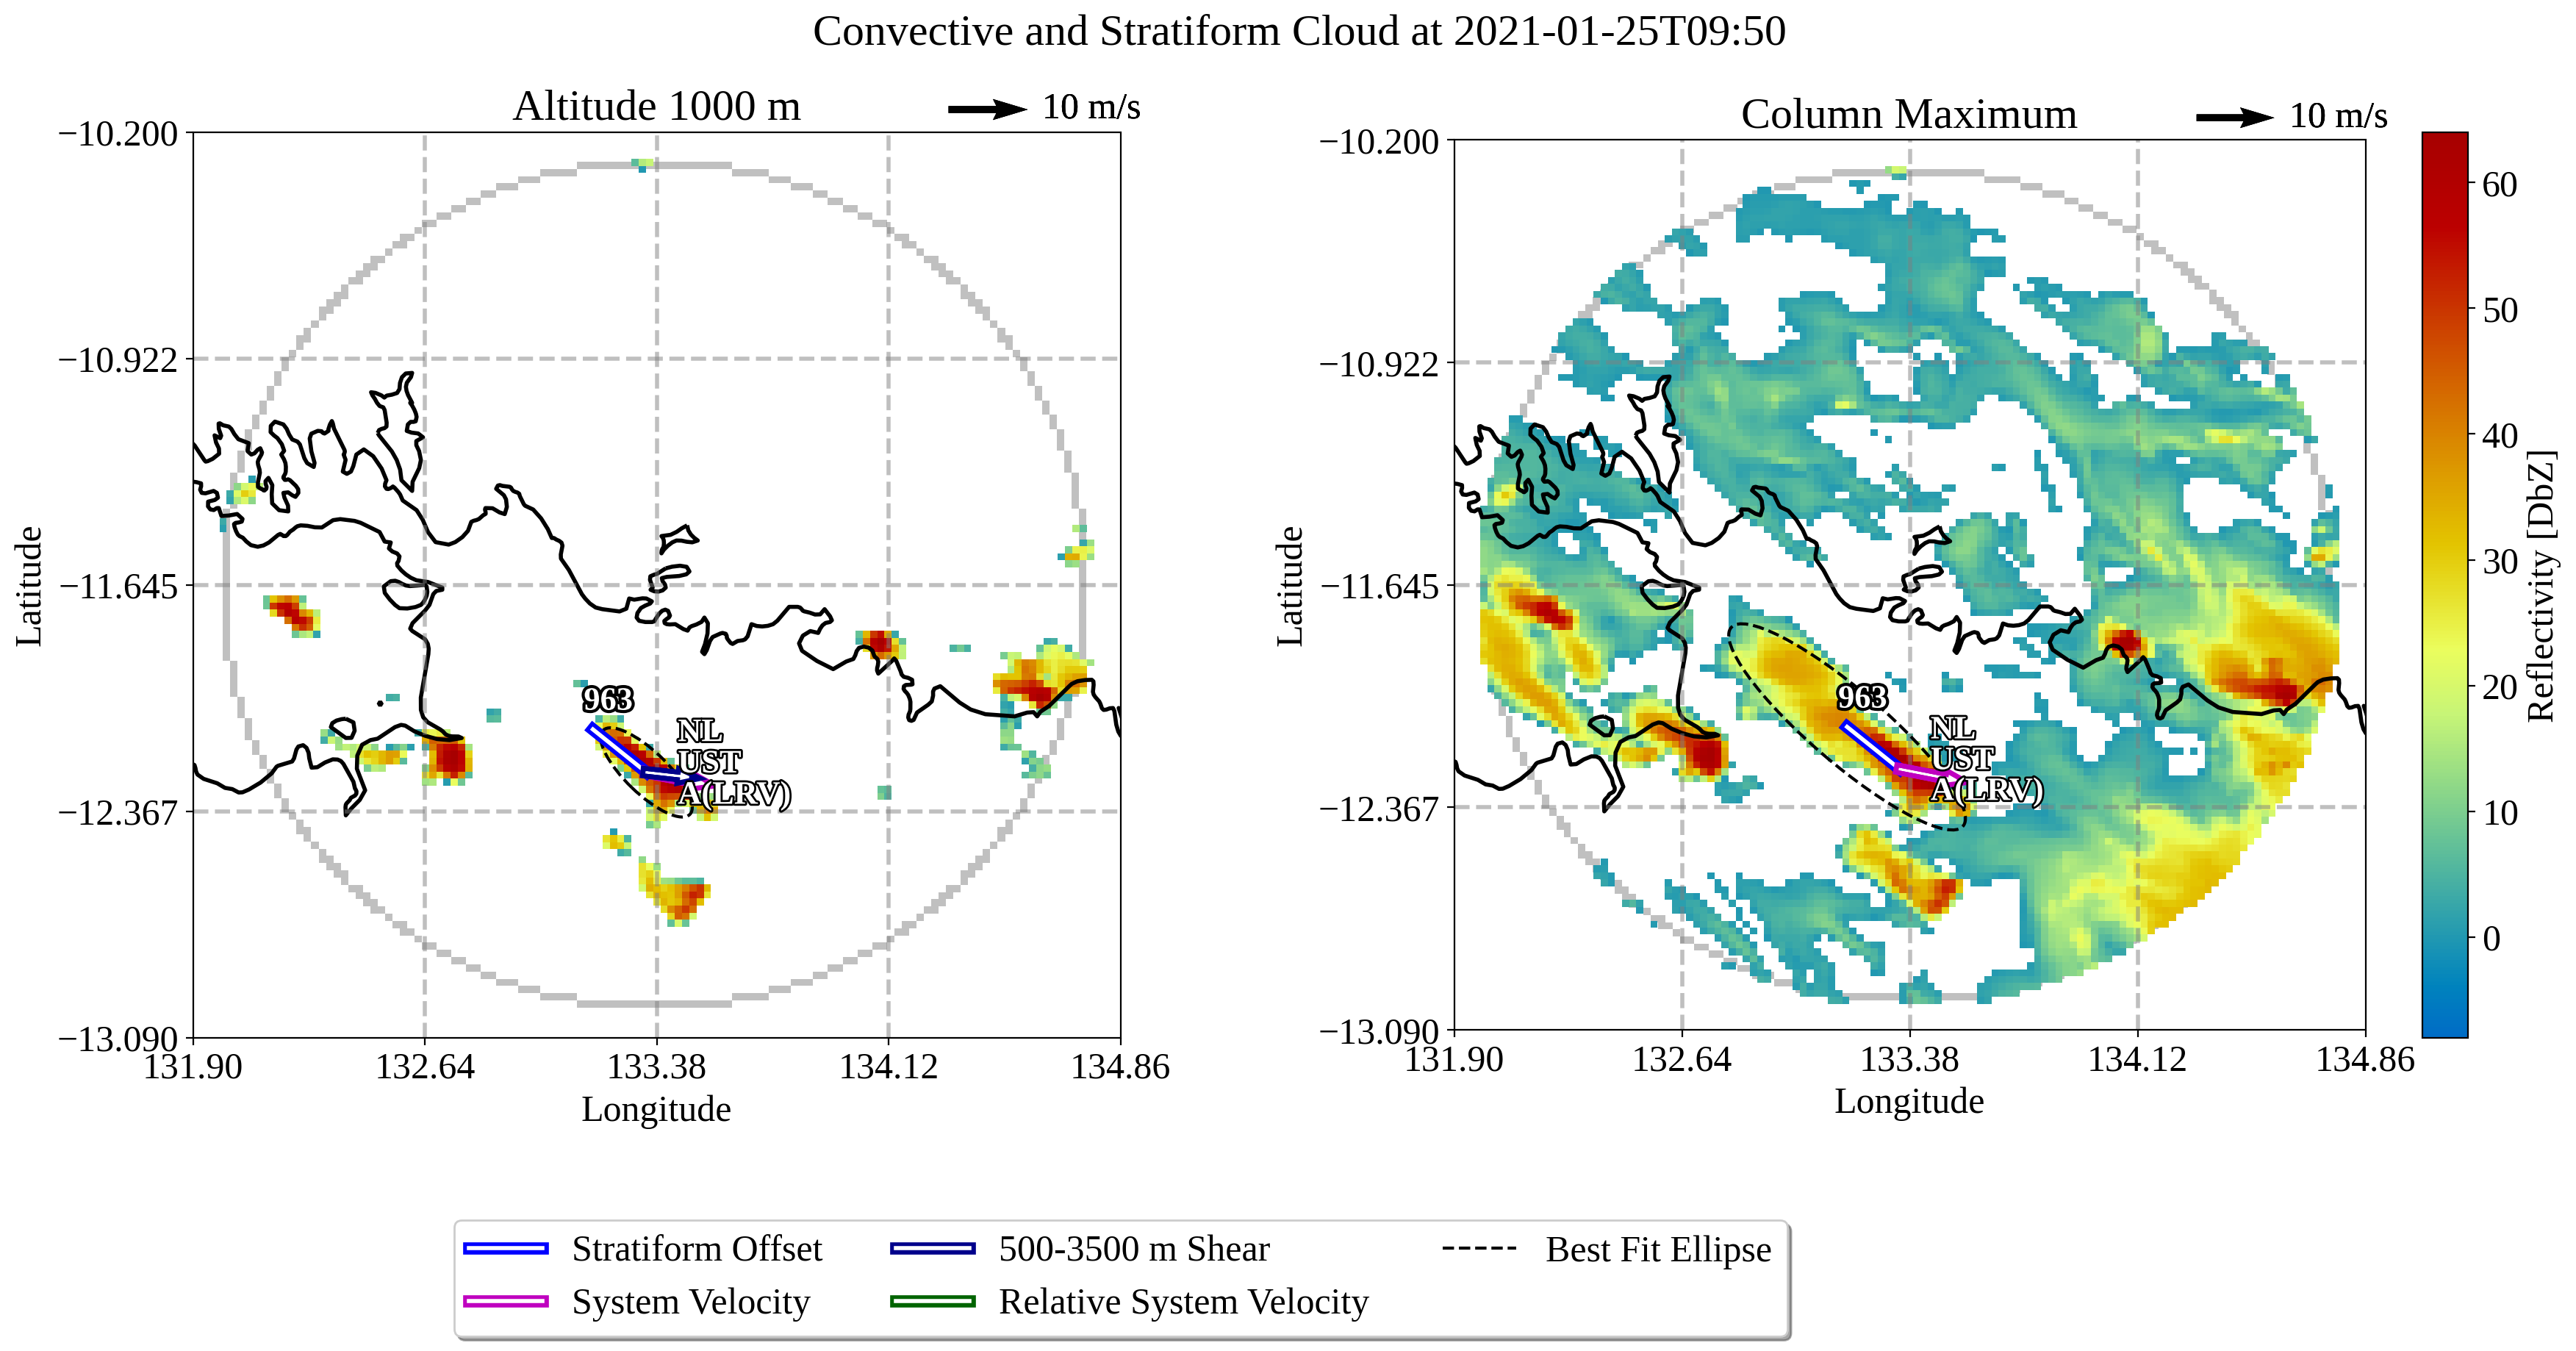 Convective and Stratiform Cloud at 2021-01-25T09:50
Altitude 1000 m
10 m/s
−10.200
−10.922
−11.645
−12.367
−13.090
131.90
132.64
133.38
134.12
134.86
Latitude
Longitude
963
NL
UST
A(LRV)
Column Maximum
10 m/s
−10.200
−10.922
−11.645
−12.367
−13.090
131.90
132.64
133.38
134.12
134.86
Latitude
Longitude
963
NL
UST
A(LRV)
60
50
40
30
20
10
0
Reflectivity [DbZ]
Stratiform Offset
System Velocity
500-3500 m Shear
Relative System Velocity
Best Fit Ellipse